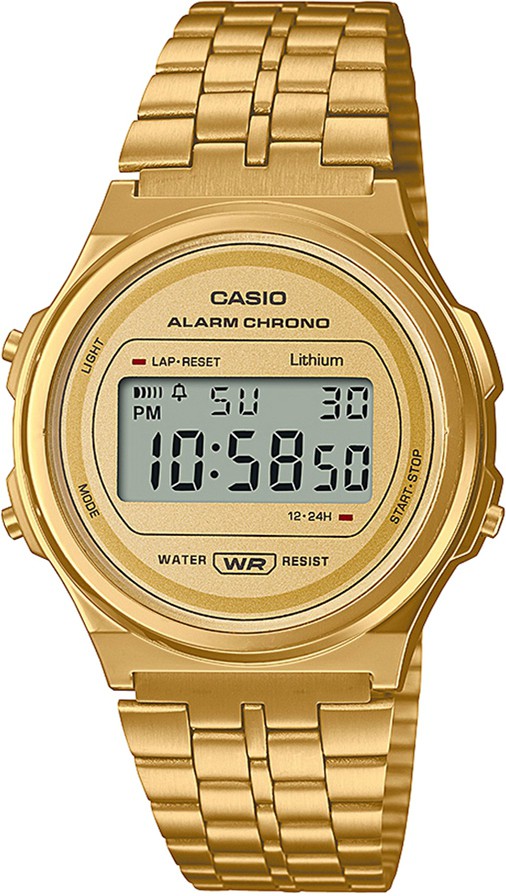 CASIO
ALARM CHRONO
LIGHT
LAP•RESET Lithium
PM SU 30
10:58 50
MODE
START•STOP
12•24H
WATER WR RESIST